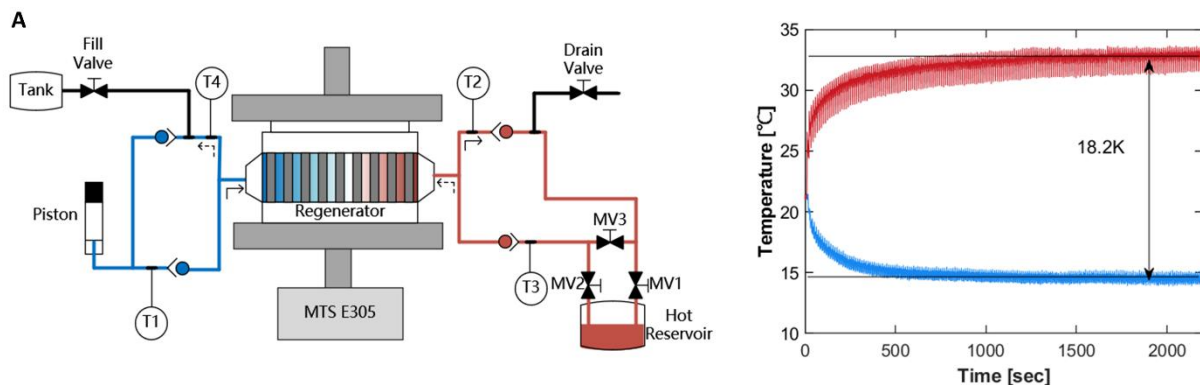 A
Fill
Valve
Tank
T4
Piston
T1
Regenerator
MTS E305
T2
Drain
Valve
MV3
T3
MV2
MV1
Hot
Reservoir
Temperature [℃]
35
30
25
20
15
10
18.2K
0
500
1000
1500
2000
Time [sec]